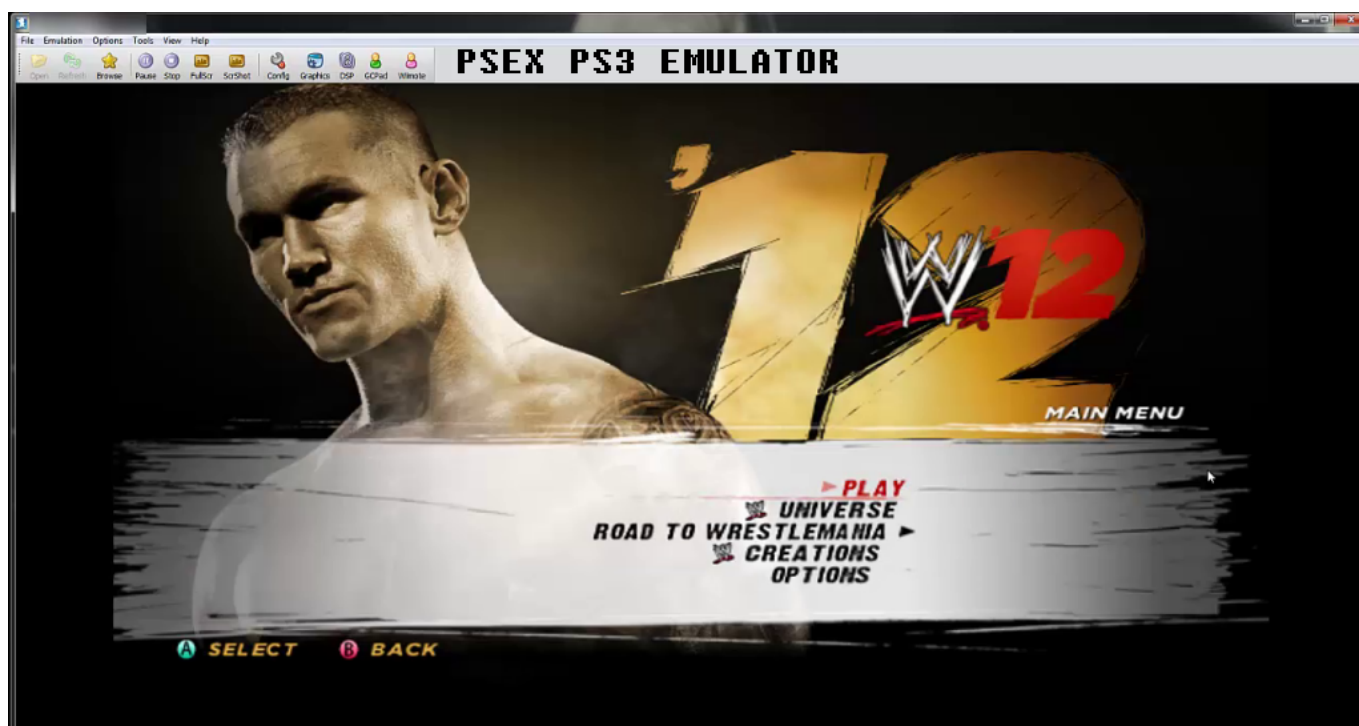 File Emulation Options Tools View Help
Open Refresh Browse Pause Stop FullScr ScrShot Config Graphics DSP GCPad Wiimote
PSEX PS3 EMULATOR
'12
W '12
MAIN MENU
PLAY
UNIVERSE
ROAD TO WRESTLEMANIA
CREATIONS
OPTIONS
A SELECT B BACK